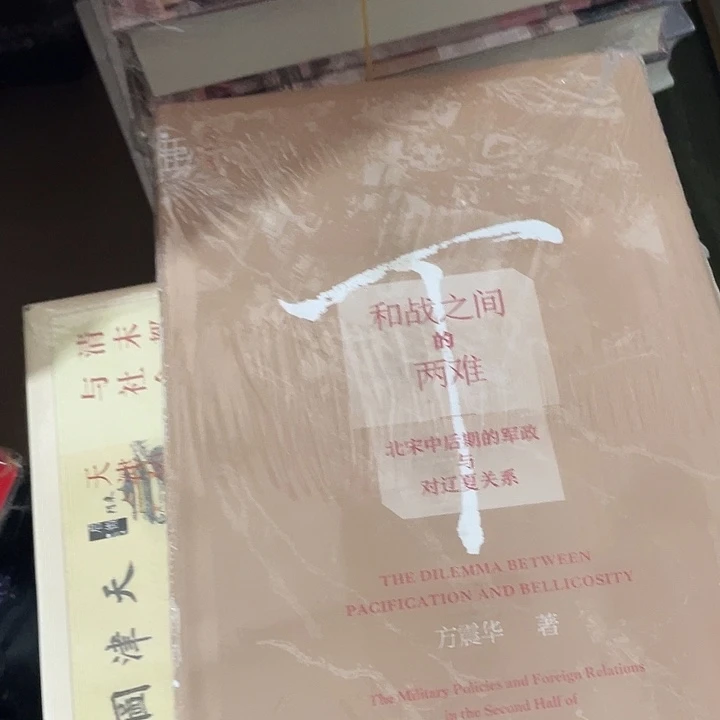 和战之间
的
两难
北宋中后期的军政
与
对辽夏关系
THE DILEMMA BETWEEN
PACIFICATION AND BELLICOSITY
方震华 著
The Military Policies and Foreign Relations
in the Second Half of
清末
与社
天津
天津
圖